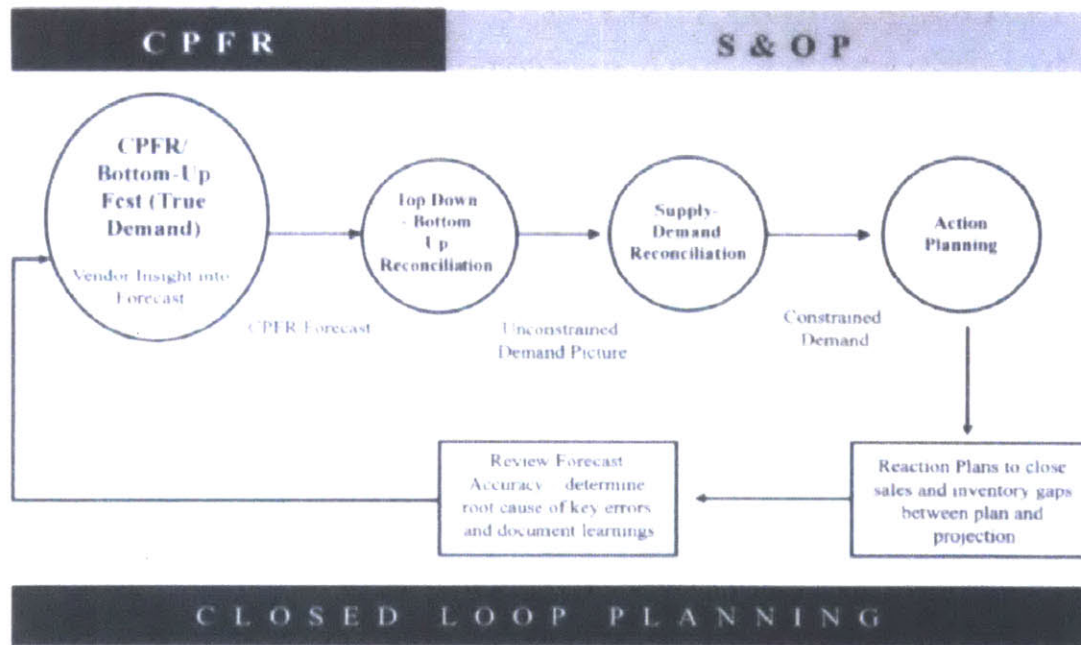 CPFR
S & OP
CPFR/
Bottom-Up
Fcst (True
Demand)
Vendor Insight into
Forecast
CPFR Forecast
Top Down
- Bottom
Up
Reconciliation
Unconstrained
Demand Picture
Supply-
Demand
Reconciliation
Constrained
Demand
Action
Planning
Reaction Plans to close
sales and inventory gaps
between plan and
projection
Review Forecast
Accuracy – determine
root cause of key errors
and document learnings
CLOSED LOOP PLANNING